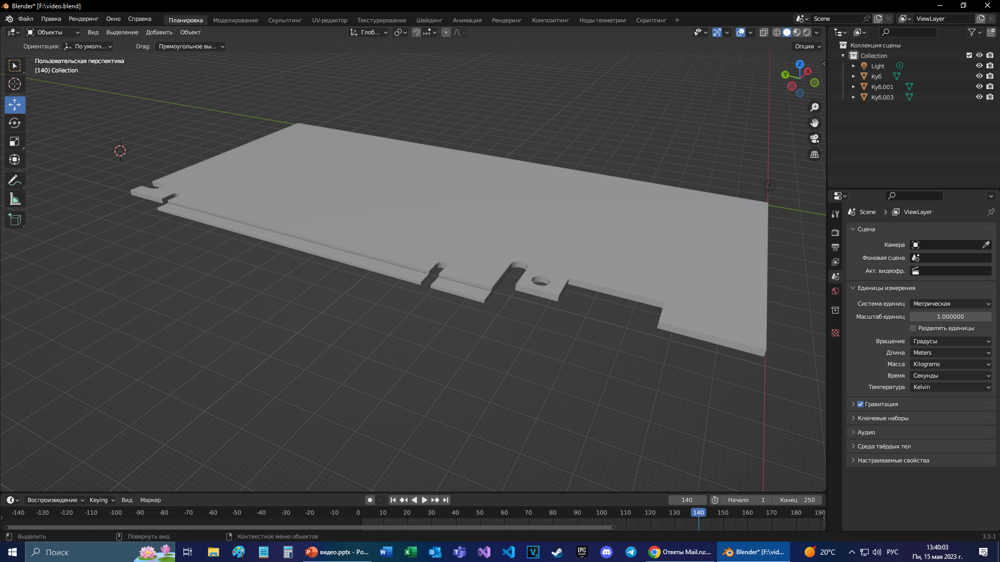 Blender* [F:\video.blend]
Файл Правка Рендеринг Окно Справка
Планировка Моделирование Скульптинг UV-редактор Текстурирование Шейдинг Анимация Рендеринг Композитинг Ноды геометрии Скриптинг +
Scene ViewLayer
Объекты Вид Выделение Добавить Объект
Глоб...
Ориентация: По умолч... Drag: Прямоугольное вы...
Опции
Пользовательская перспектива
(140) Collection
Z
X
Y
Коллекция сцены
Collection
Light
Куб
Куб.001
Куб.003
Scene > ViewLayer
Сцена
Камера
Фоновая сцена
Акт. видеофр.
Единицы измерения
Система единиц Метрическая
Масштаб единиц 1.000000
Разделять единицы
Вращение Градусы
Длина Meters
Масса Kilograms
Время Секунды
Температура Kelvin
Гравитация
Ключевые наборы
Аудио
Среда твёрдых тел
Настраиваемые свойства
Воспроизведение Keying Вид Маркер
140 Начало 1 Конец 250
-140 -130 -120 -110 -100 -90 -80 -70 -60 -50 -40 -30 -20 -10 0 10 20 30 40 50 60 70 80 90 100 110 120 130 140 150 160 170 180 190
Выделить Повернуть вид Контекстное меню объектов
3.5.1
Поиск
видео.pptx - Po...
Ответы Mail.ru:...
Blender* [F:\vid...
20°C
РУС
13:40:03
Пн, 15 мая 2023 г.